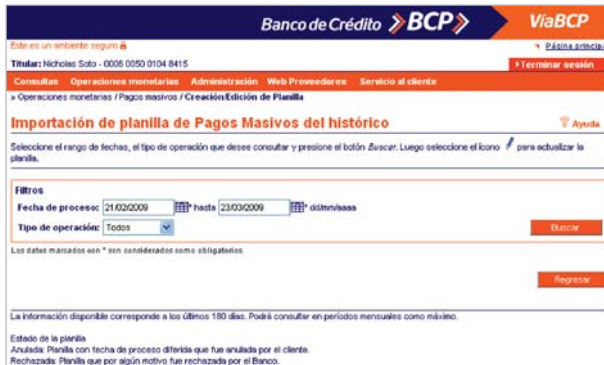 Banco de Crédito BCP
VíaBCP
Este es un ambiente seguro
Página principa
Titular: Nicholas Soto - 0006 0050 0104 8415
Terminar sesión
Consultas Operaciones monetarias Administración Web Proveedores Servicio al cliente
» Operaciones monetarias / Pagos masivos / Creación/Edición de Planilla
Importación de planilla de Pagos Masivos del histórico
Ayuda
Seleccione el rango de fechas, el tipo de operación que desee consultar y presione el botón Buscar. Luego seleccione el ícono para actualizar la
planilla.
Filtros
Fecha de proceso: 21/02/2009 * hasta 23/03/2009 * dd/mm/aaaa
Tipo de operación: Todos
Buscar
Los datos marcados con * son considerados como obligatorios
Regresar
La información disponible corresponde a los últimos 180 días. Podrá consultar en períodos mensuales como máximo.
Estado de la planilla
Anulada: Planilla con fecha de proceso diferida que fue anulada por el cliente.
Rechazada: Planilla que por algún motivo fue rechazada por el Banco.